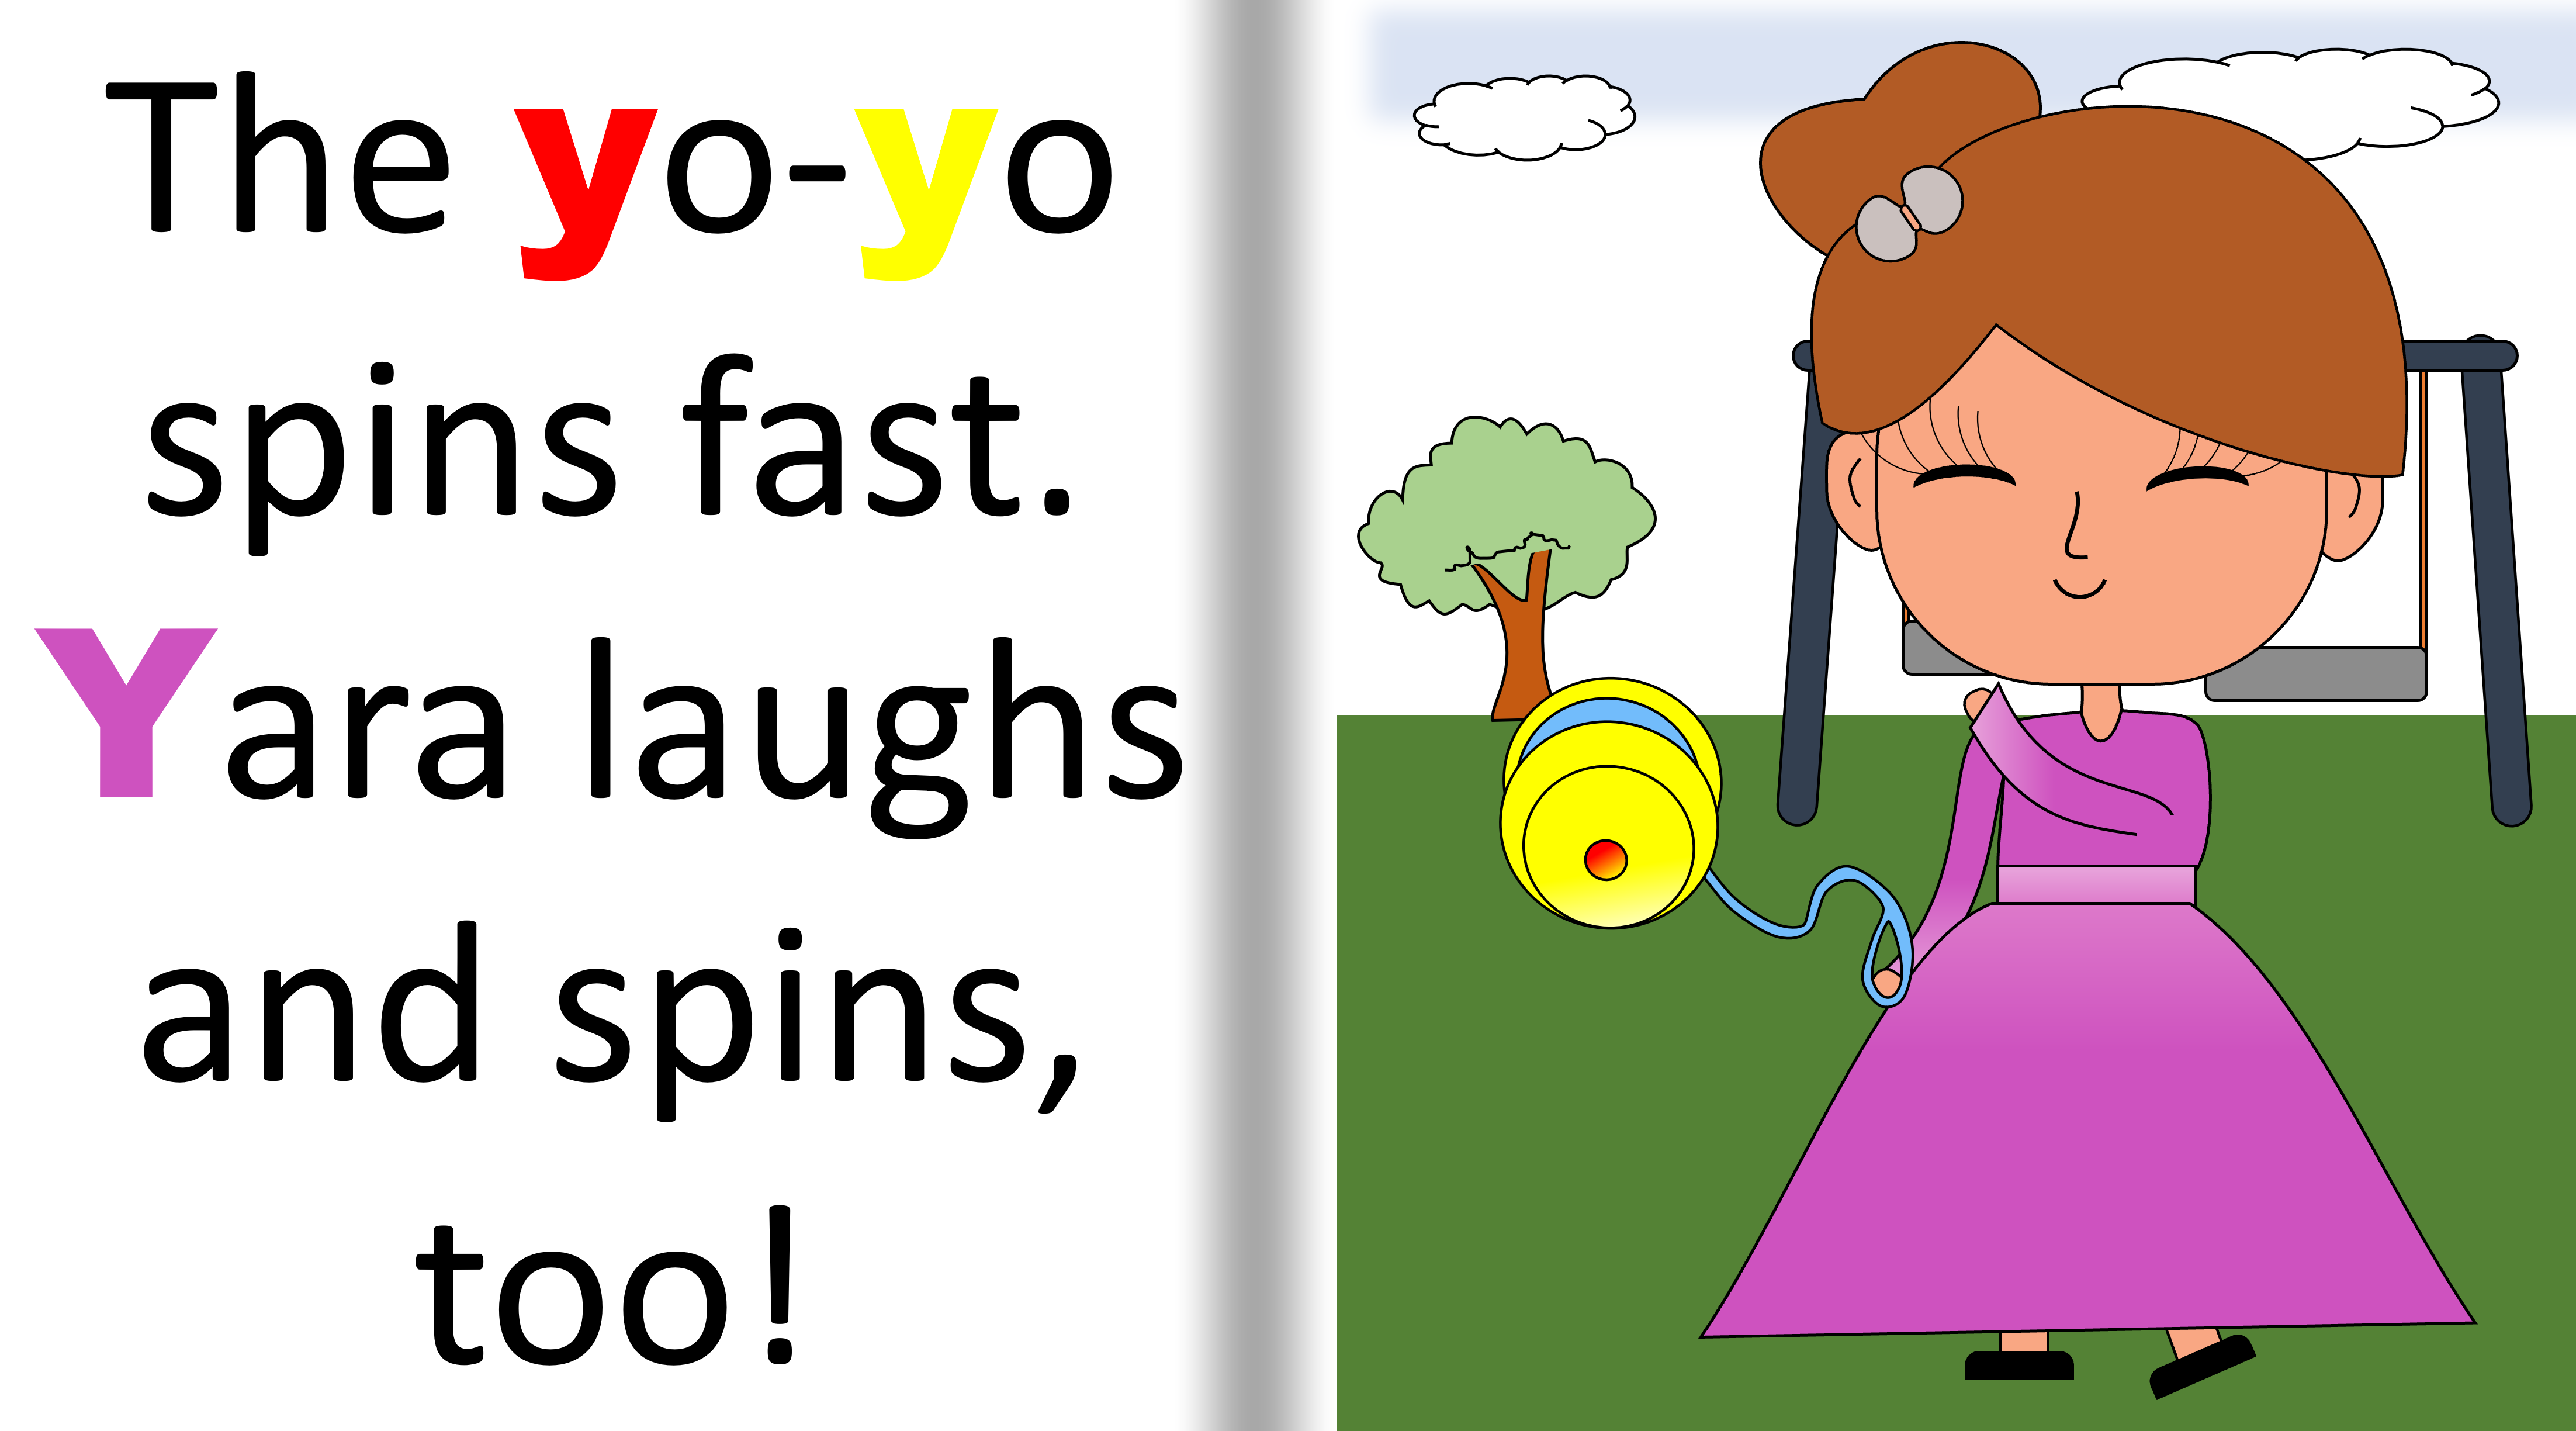 The yo-yo
spins fast.
Yara laughs
and spins,
too!